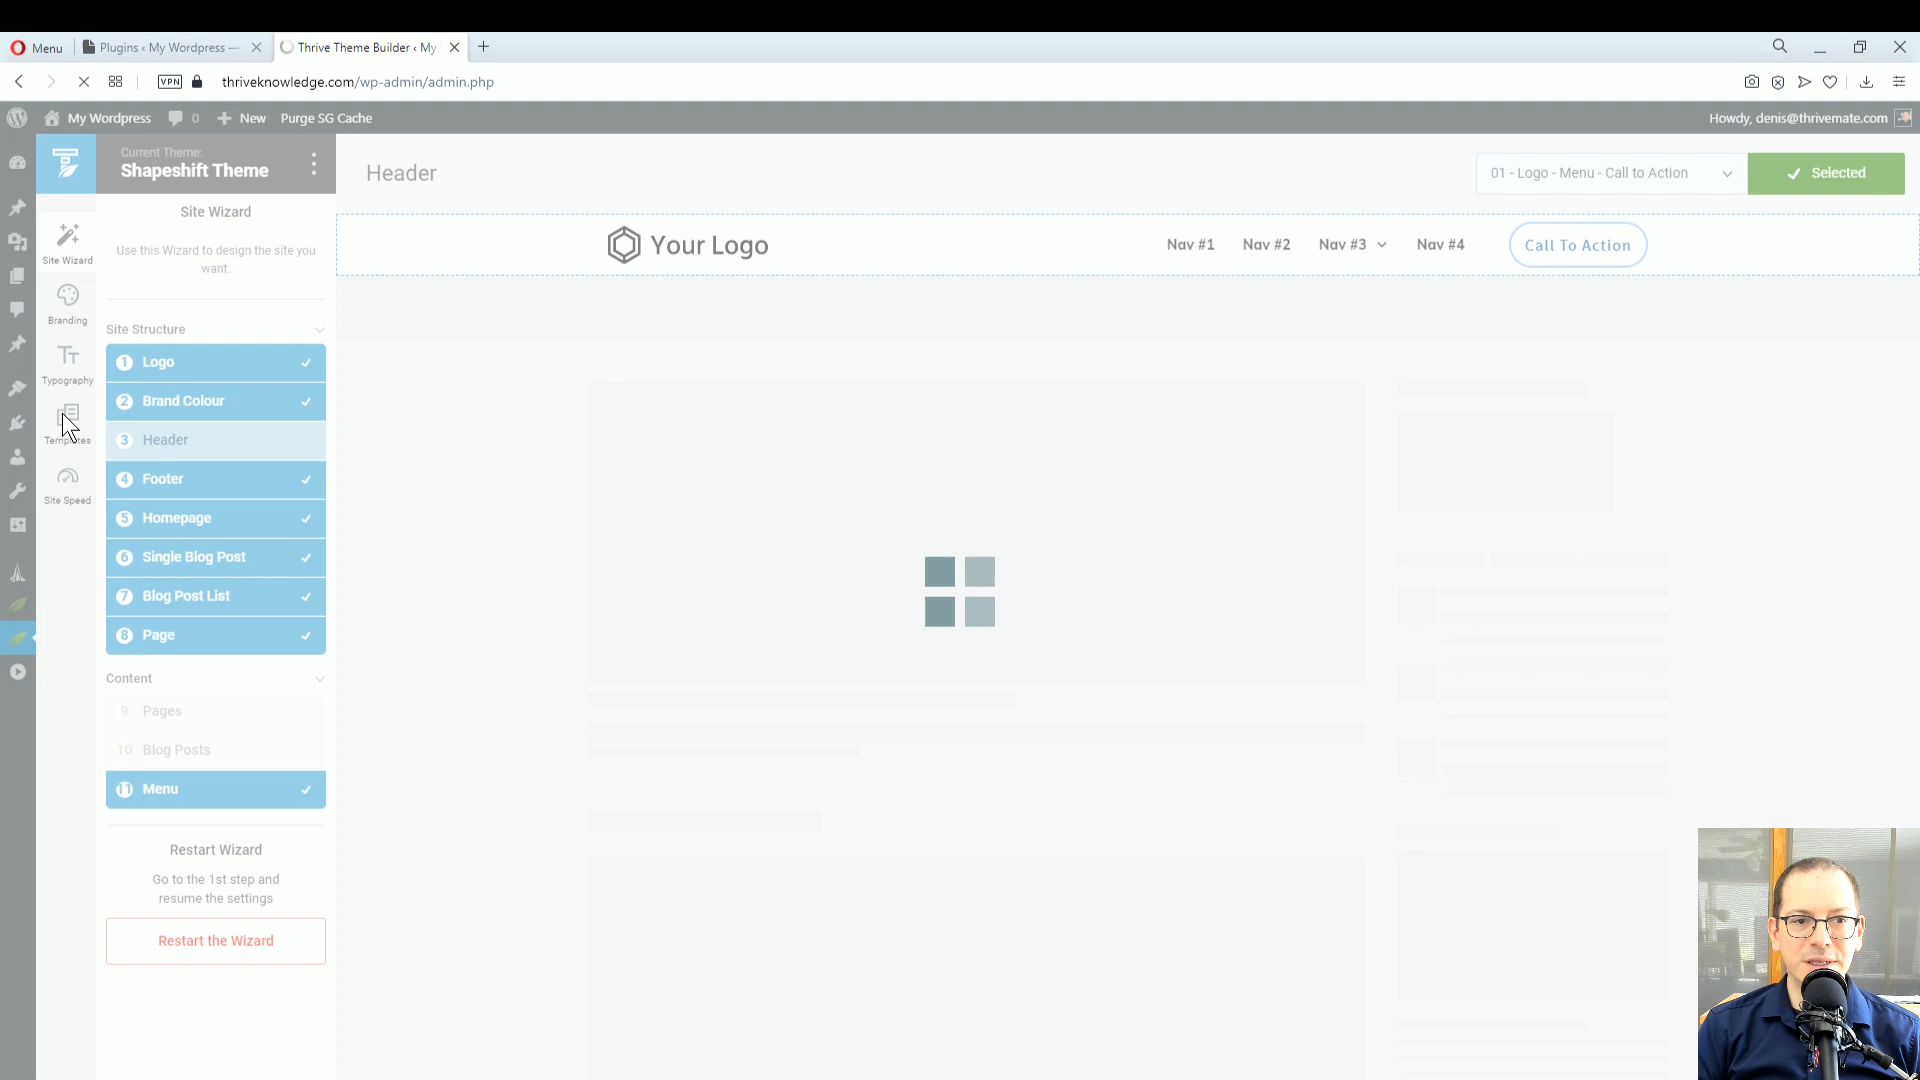 Menu
Plugins ‹ My Wordpress —
Thrive Theme Builder ‹ My
VPN
thriveknowledge.com/wp-admin/admin.php
My Wordpress
0
New
Purge SG Cache
Howdy, denis@thrivemate.com
Current Theme:
Shapeshift Theme
Header
01 - Logo - Menu - Call to Action
Selected
Site Wizard
Use this Wizard to design the site you
want.
Your Logo
Nav #1
Nav #2
Nav #3
Nav #4
Call To Action
Site Wizard
Branding
Typography
Templates
Site Speed
Site Structure
1 Logo
2 Brand Colour
3 Header
4 Footer
5 Homepage
6 Single Blog Post
7 Blog Post List
8 Page
Content
9 Pages
10 Blog Posts
11 Menu
Restart Wizard
Go to the 1st step and
resume the settings
Restart the Wizard